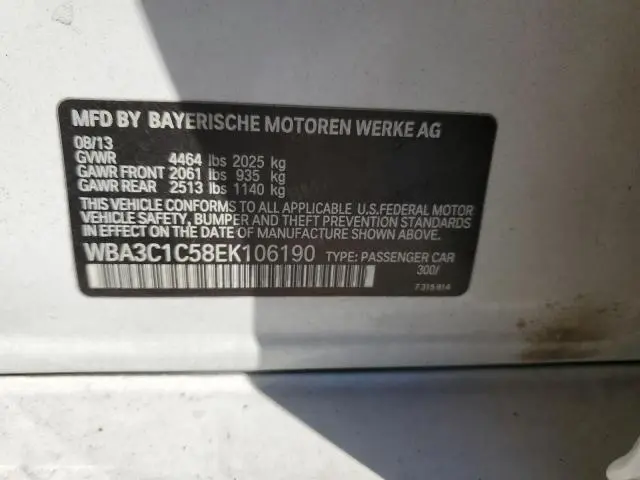 MFD BY BAYERISCHE MOTOREN WERKE AG
08/13
GVWR 4464 lbs 2025 kg
GAWR FRONT 2061 lbs 935 kg
GAWR REAR 2513 lbs 1140 kg
THIS VEHICLE CONFORMS TO ALL APPLICABLE U.S.FEDERAL MOTOR
VEHICLE SAFETY, BUMPER AND THEFT PREVENTION STANDARDS
IN EFFECT ON THE DATE OF MANUFACTURE SHOWN ABOVE.
WBA3C1C58EK106190 TYPE: PASSENGER CAR
300/
7315814